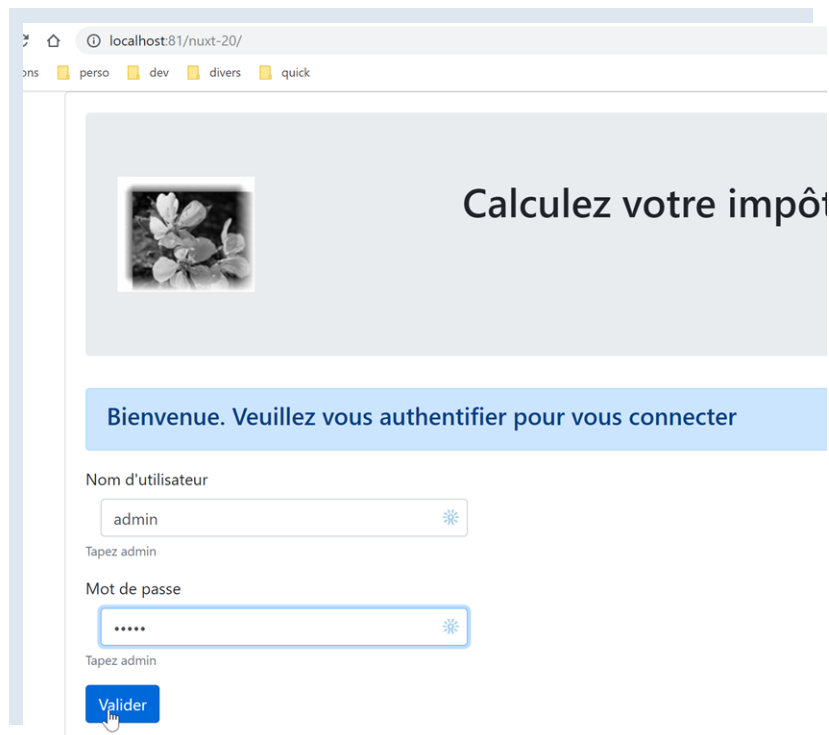 localhost:81/nuxt-20/
ons perso dev divers quick
Calculez votre impôt
Bienvenue. Veuillez vous authentifier pour vous connecter
Nom d'utilisateur
admin
Tapez admin
Mot de passe
•••••
Tapez admin
Valider